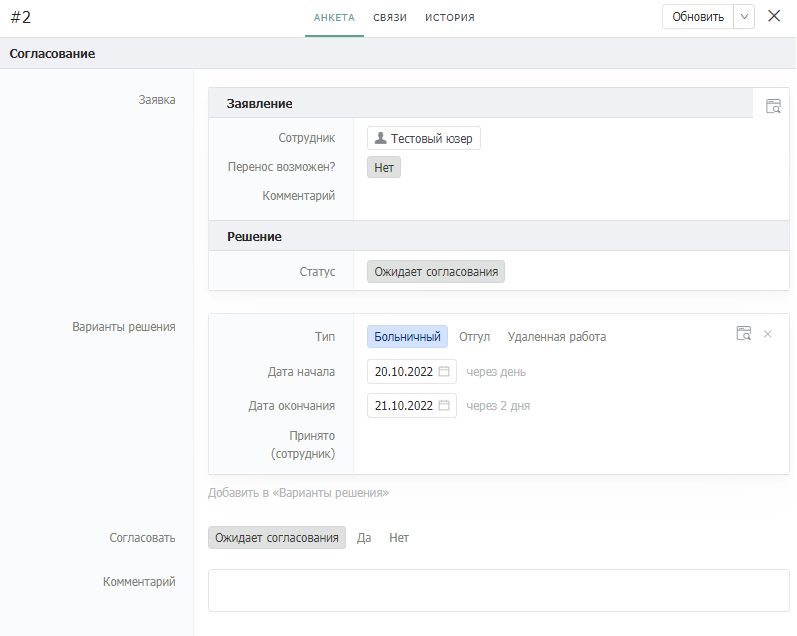 #2 АНКЕТА СВЯЗИ ИСТОРИЯ Обновить
Согласование
Заявка
Заявление
Сотрудник Тестовый юзер
Перенос возможен? Нет
Комментарий
Решение
Статус Ожидает согласования
Варианты решения
Тип Больничный Отгул Удаленная работа
Дата начала 20.10.2022 через день
Дата окончания 21.10.2022 через 2 дня
Принято
(сотрудник)
Добавить в «Варианты решения»
Согласовать Ожидает согласования Да Нет
Комментарий